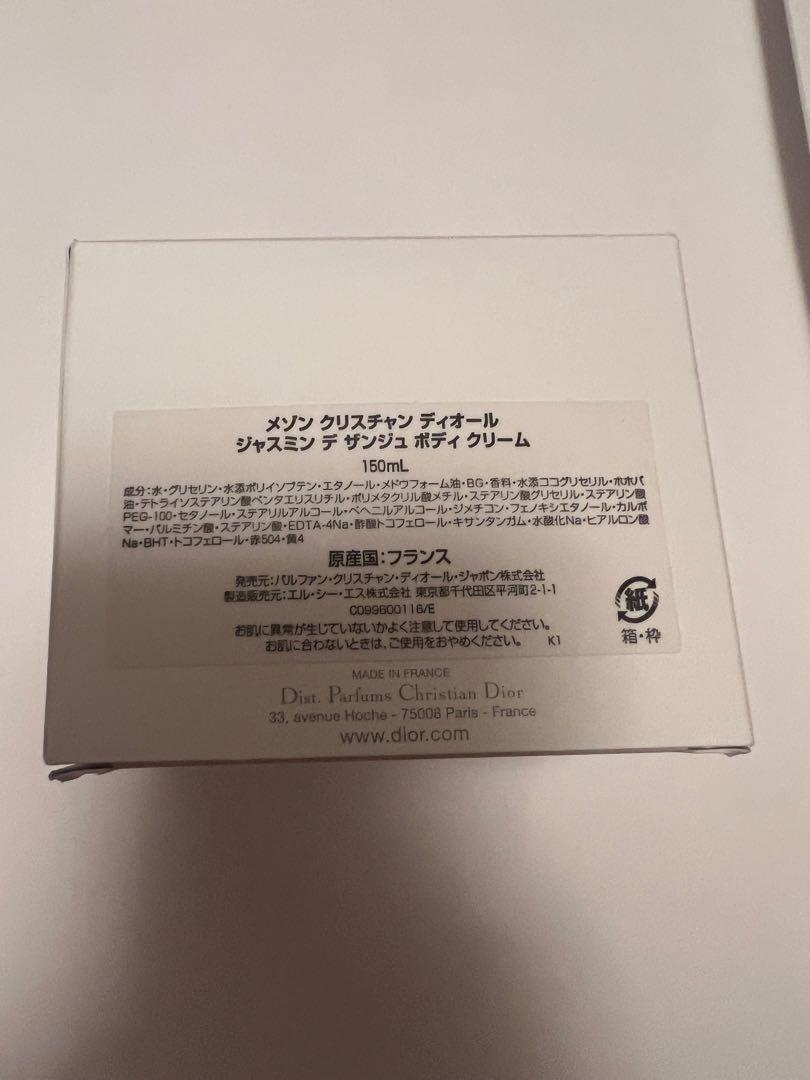 メゾン クリスチャン ディオール
ジャスミン デ ザンジュ ボディ クリーム
150mL
成分：水・グリセリン・水添ポリイソブテン・エタノール・メドウフォーム油・BG・香料・水添ココグリセリル・ホホバ
油・テトライソステアリン酸ペンタエリスリチル・ポリメタクリル酸メチル・ステアリン酸グリセリル・ステアリン酸
PEG-100・セタノール・ステアリルアルコール・ベヘニルアルコール・ジメチコン・フェノキシエタノール・カルボ
マー・パルミチン酸・ステアリン酸・EDTA-4Na・酢酸トコフェロール・キサンタンガム・水酸化Na・ヒアルロン酸
Na・BHT・トコフェロール・赤504・黄4
原産国：フランス
発売元：パルファン・クリスチャン・ディオール・ジャポン株式会社
製造販売元：エル・シー・エス株式会社 東京都千代田区平河町2-1-1
C099600116/E
お肌に異常が生じていないかよく注意して使用してください。
お肌に合わないときは、ご使用をおやめください。 K1
紙
箱・枠
MADE IN FRANCE
Dist. Parfums Christian Dior
33, avenue Hoche - 75008 Paris - France
www.dior.com